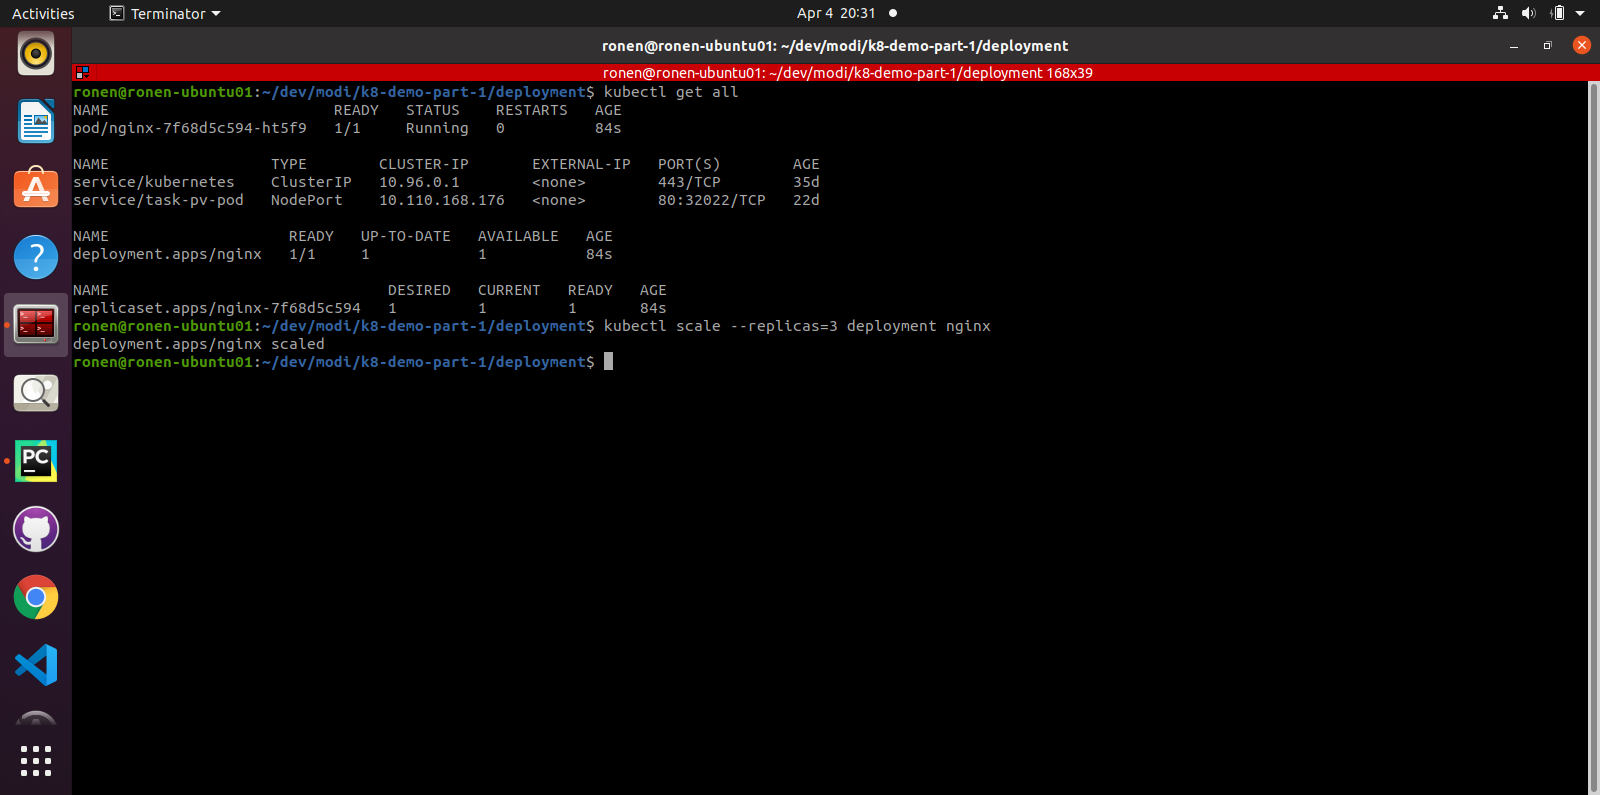 Activities Terminator Apr 4 20:31
ronen@ronen-ubuntu01: ~/dev/modi/k8-demo-part-1/deployment
ronen@ronen-ubuntu01: ~/dev/modi/k8-demo-part-1/deployment 168x39
ronen@ronen-ubuntu01:~/dev/modi/k8-demo-part-1/deployment$ kubectl get all
NAME READY STATUS RESTARTS AGE
pod/nginx-7f68d5c594-ht5f9 1/1 Running 0 84s
NAME TYPE CLUSTER-IP EXTERNAL-IP PORT(S) AGE
service/kubernetes ClusterIP 10.96.0.1 <none> 443/TCP 35d
service/task-pv-pod NodePort 10.110.168.176 <none> 80:32022/TCP 22d
NAME READY UP-TO-DATE AVAILABLE AGE
deployment.apps/nginx 1/1 1 1 84s
NAME DESIRED CURRENT READY AGE
replicaset.apps/nginx-7f68d5c594 1 1 1 84s
ronen@ronen-ubuntu01:~/dev/modi/k8-demo-part-1/deployment$ kubectl scale --replicas=3 deployment nginx
deployment.apps/nginx scaled
ronen@ronen-ubuntu01:~/dev/modi/k8-demo-part-1/deployment$
?
PC